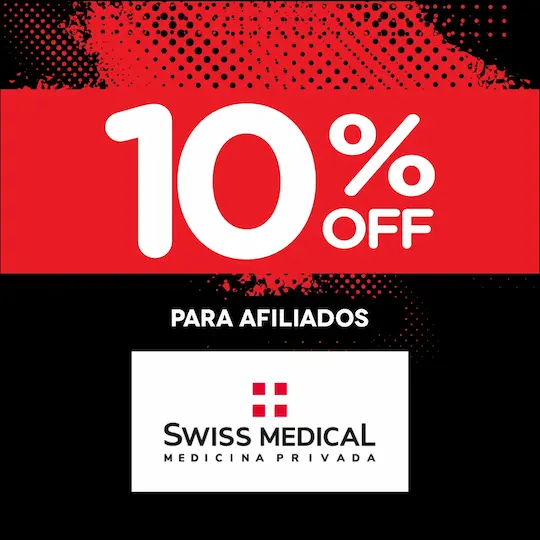 10%
OFF
PARA AFILIADOS
SWISS MEDICAL
MEDICINA PRIVADA